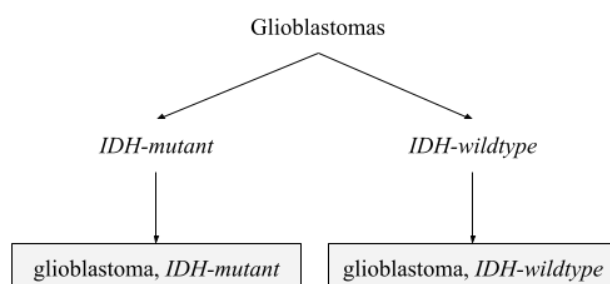 Glioblastomas
IDH-mutant
IDH-wildtype
glioblastoma, IDH-mutant
glioblastoma, IDH-wildtype